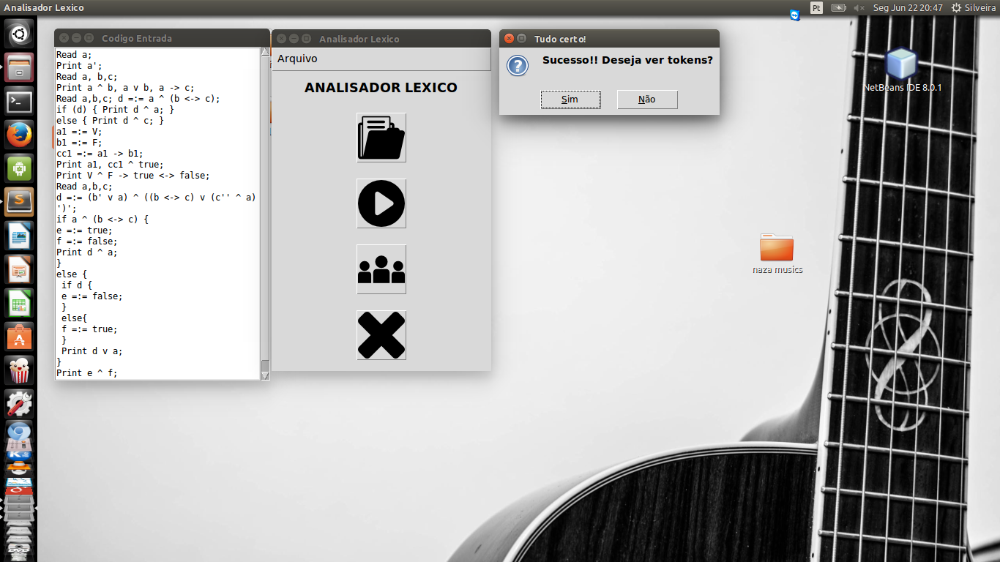 Analisador Lexico
Pt
Seg Jun 22 20:47
Silveira
Codigo Entrada
Read a;
Print a';
Read a, b,c;
Print a ^ b, a v b, a -> c;
Read a,b,c; d =:= a ^ (b <-> c);
if (d) { Print d ^ a; }
else { Print d ^ c; }
a1 =:= V;
b1 =:= F;
cc1 =:= a1 -> b1;
Print a1, cc1 ^ true;
Print V ^ F -> true <-> false;
Read a,b,c;
d =:= (b' v a) ^ ((b <-> c) v (c'' ^ a)
')';
if a ^ (b <-> c) {
e =:= true;
f =:= false;
Print d ^ a;
}
else {
if d {
e =:= false;
}
else{
f =:= true;
}
Print d v a;
}
Print e ^ f;
Analisador Lexico
Arquivo
ANALISADOR LEXICO
Tudo certo!
Sucesso!! Deseja ver tokens?
Sim
Não
NetBeans IDE 8.0.1
naza musics